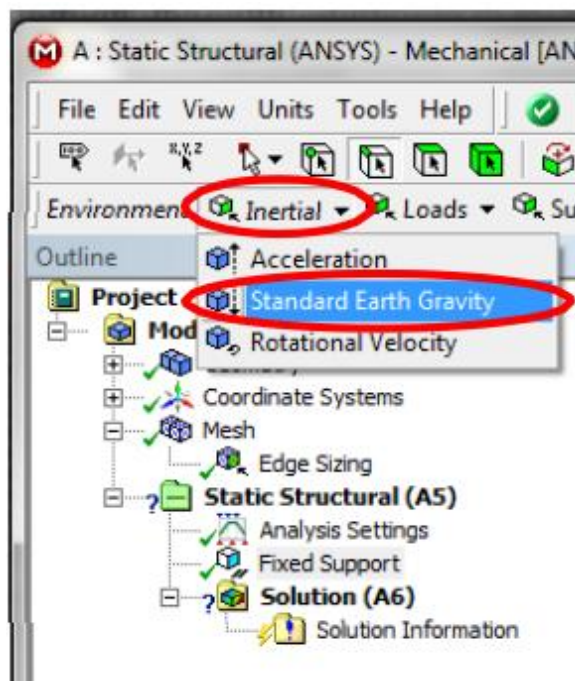 A : Static Structural (ANSYS) - Mechanical [AN
File Edit View Units Tools Help
X,Y,Z
Environment Inertial Loads Su
Outline
Acceleration
Project
Standard Earth Gravity
Mod
Rotational Velocity
Coordinate Systems
Mesh
Edge Sizing
Static Structural (A5)
Analysis Settings
Fixed Support
Solution (A6)
Solution Information